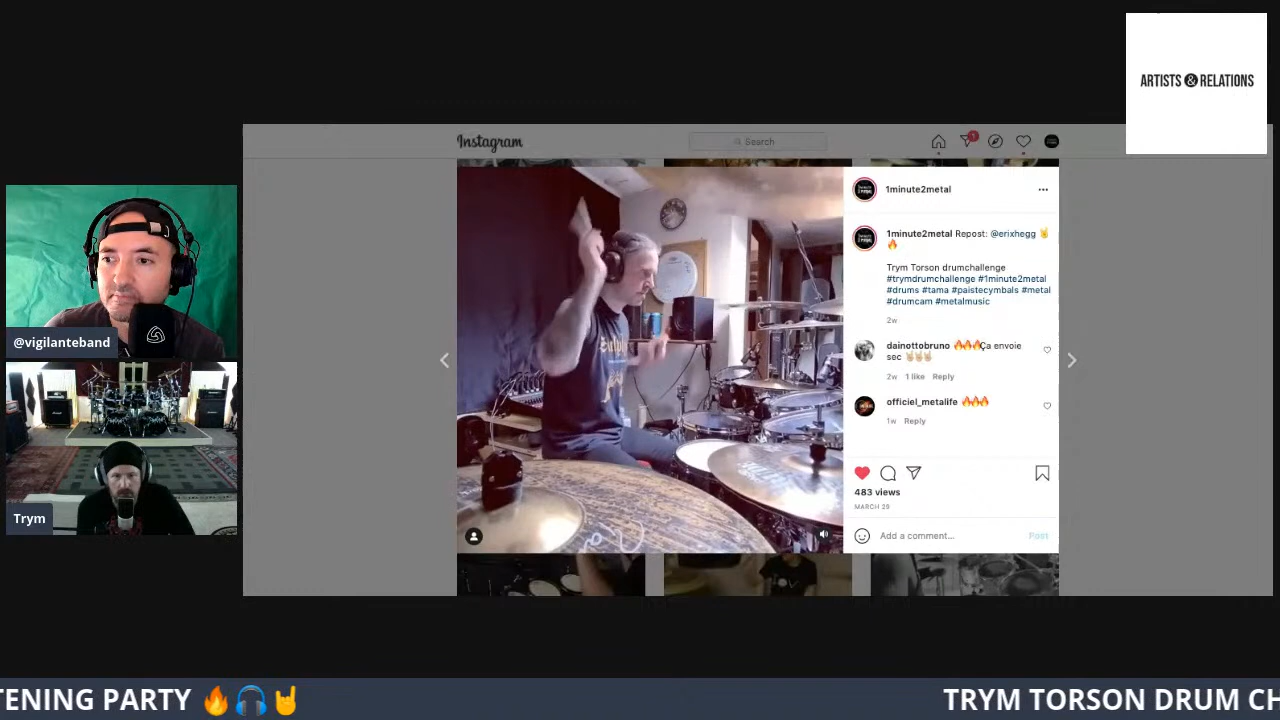 ARTISTS & RELATIONS
Instagram
Search
1
1minute2metal
1minute2metal Repost: @erixhegg 🤘
🔥
Trym Torson drumchallenge
#trymdrumchallenge #1minute2metal
#drums #tama #paistecymbals #metal
#drumcam #metalmusic
2w
dainottobruno 🔥🔥🔥Ça envoie
sec 🤘🏼🤘🏼🤘🏼
2w 1 like Reply
officiel_metalife 🔥🔥🔥
1w Reply
483 views
MARCH 29
Add a comment...
Post
@vigilanteband
Trym
TENING PARTY 🔥🎧🤘
TRYM TORSON DRUM CH